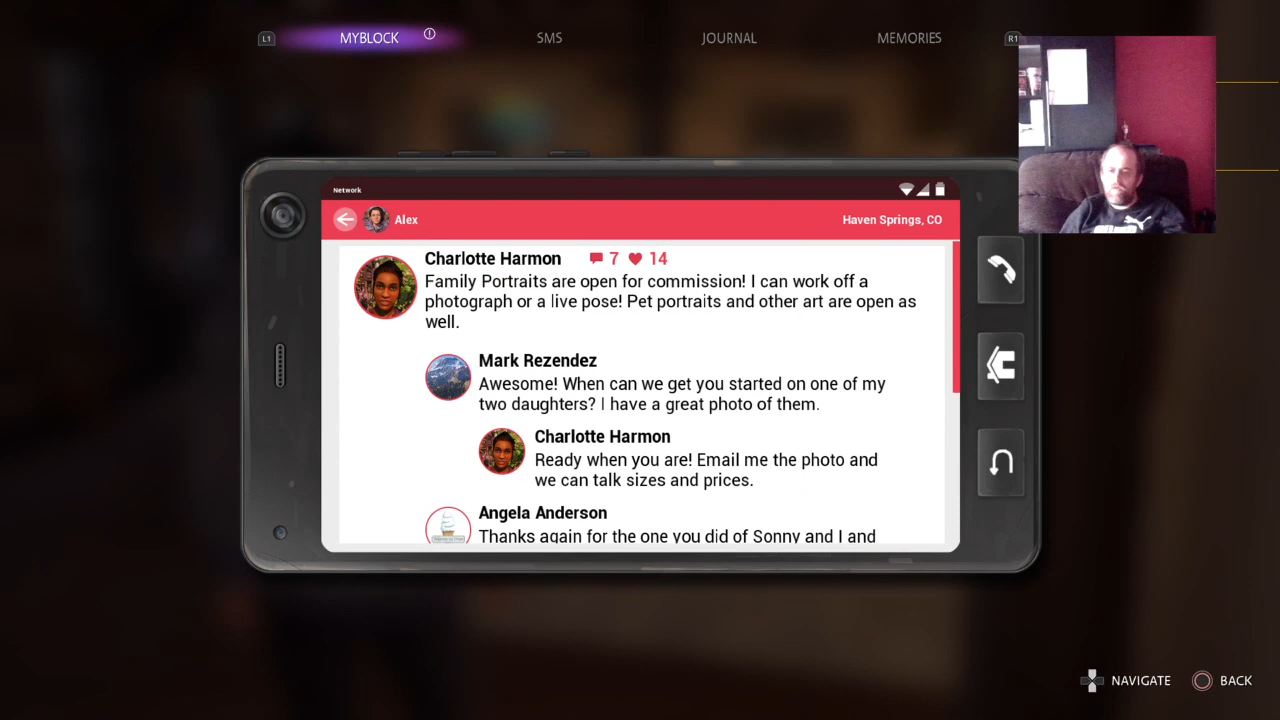 L1 MYBLOCK SMS JOURNAL MEMORIES R1
Network
Alex Haven Springs, CO
Charlotte Harmon 7 14
Family Portraits are open for commission! I can work off a
photograph or a live pose! Pet portraits and other art are open as
well.
Mark Rezendez
Awesome! When can we get you started on one of my
two daughters? I have a great photo of them.
Charlotte Harmon
Ready when you are! Email me the photo and
we can talk sizes and prices.
Angela Anderson
Thanks again for the one you did of Sonny and I and
NAVIGATE BACK